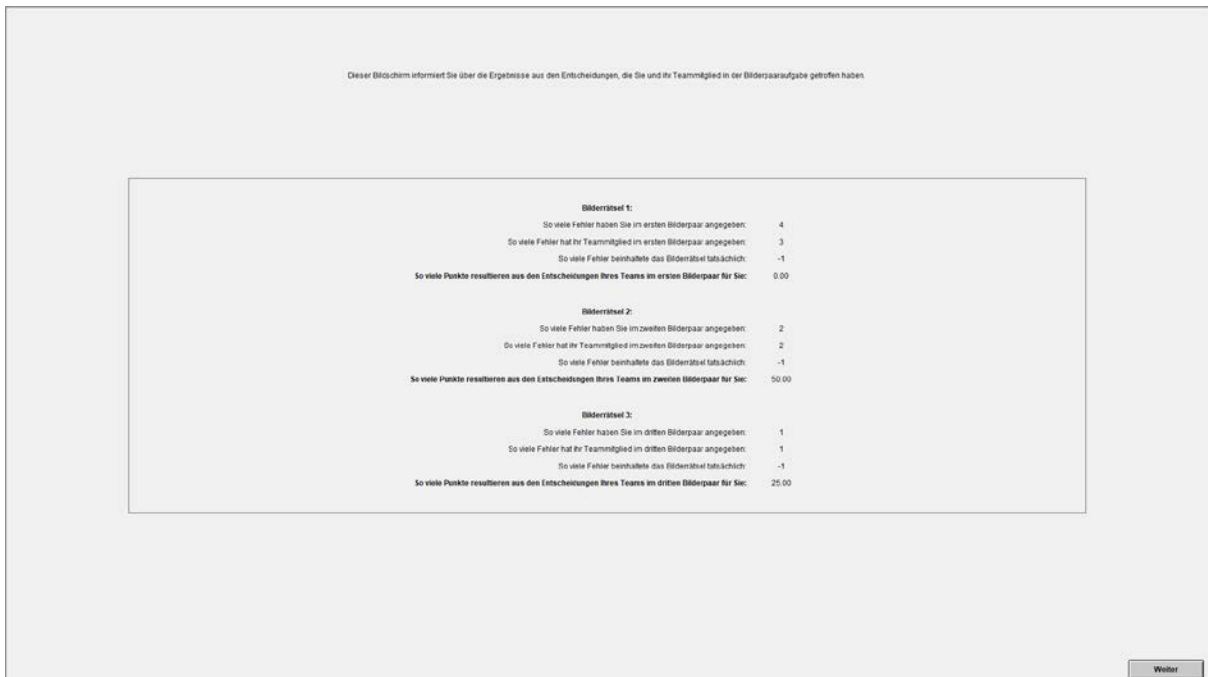 Dieser Bildschirm informiert Sie über die Ergebnisse aus den Entscheidungen, die Sie und ihr Teammitglied in der Bilderpaaraufgabe getroffen haben.
Bilderrätsel 1:
So viele Fehler haben Sie im ersten Bilderpaar angegeben: 4
So viele Fehler hat ihr Teammitglied im ersten Bilderpaar angegeben: 3
So viele Fehler beinhaltete das Bilderrätsel tatsächlich: -1
So viele Punkte resultieren aus den Entscheidungen Ihres Teams im ersten Bilderpaar für Sie: 0.00
Bilderrätsel 2:
So viele Fehler haben Sie im zweiten Bilderpaar angegeben: 2
So viele Fehler hat ihr Teammitglied im zweiten Bilderpaar angegeben: 2
So viele Fehler beinhaltete das Bilderrätsel tatsächlich: -1
So viele Punkte resultieren aus den Entscheidungen Ihres Teams im zweiten Bilderpaar für Sie: 50.00
Bilderrätsel 3:
So viele Fehler haben Sie im dritten Bilderpaar angegeben: 1
So viele Fehler hat ihr Teammitglied im dritten Bilderpaar angegeben: 1
So viele Fehler beinhaltete das Bilderrätsel tatsächlich: -1
So viele Punkte resultieren aus den Entscheidungen Ihres Teams im dritten Bilderpaar für Sie: 25.00
Weiter